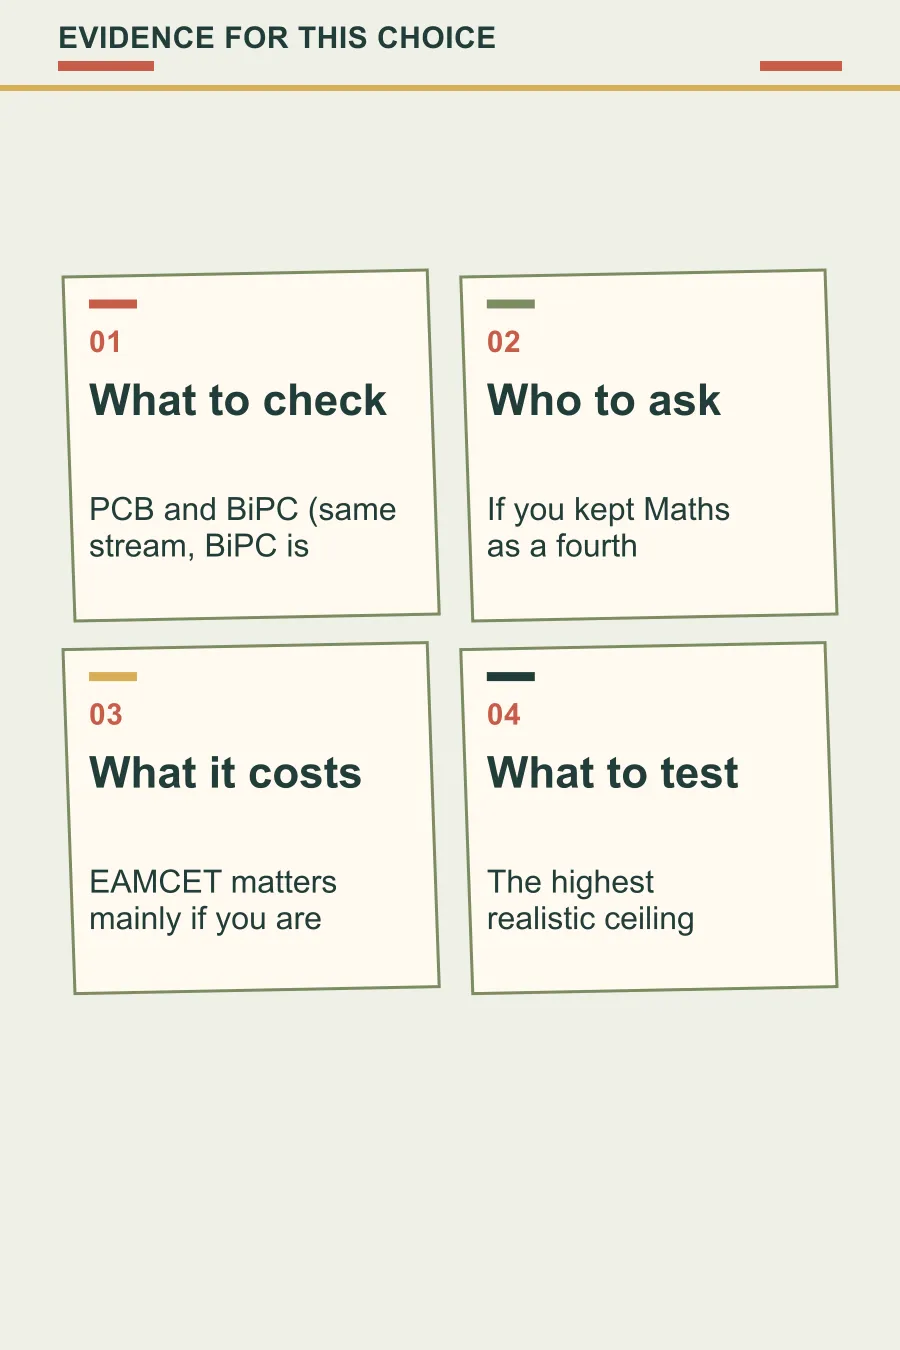 EVIDENCE FOR THIS CHOICE
01
What to check
PCB and BiPC (same
stream, BiPC is
02
Who to ask
If you kept Maths
as a fourth
03
What it costs
EAMCET matters
mainly if you are
04
What to test
The highest
realistic ceiling